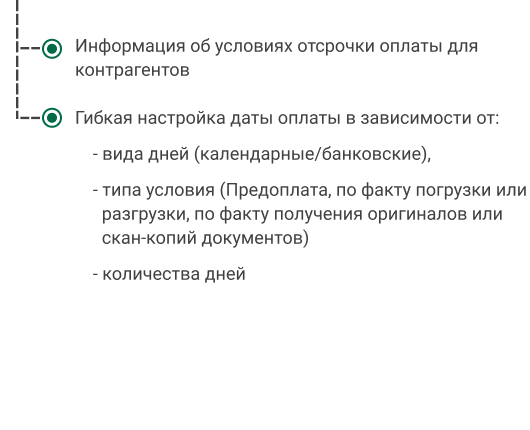 Информация об условиях отсрочки оплаты для
контрагентов
Гибкая настройка даты оплаты в зависимости от:
- вида дней (календарные/банковские),
- типа условия (Предоплата, по факту погрузки или
разгрузки, по факту получения оригиналов или
скан-копий документов)
- количества дней